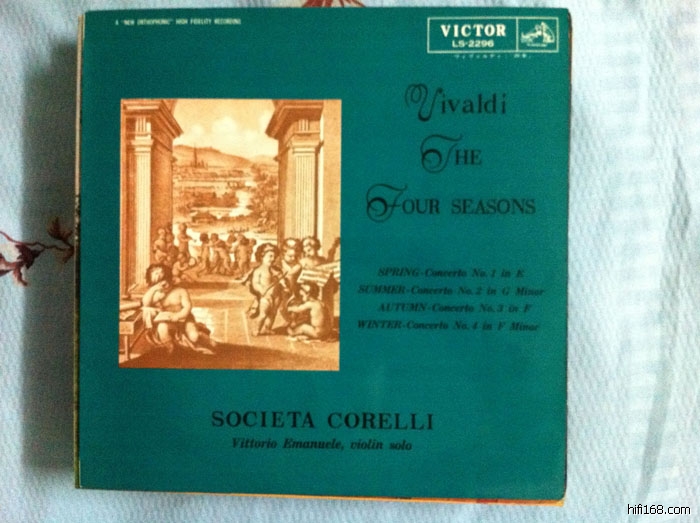 A "NEW ORTHOPHONIC" HIGH FIDELITY RECORDING
VICTOR
LS-2296
Vivaldi
THE
FOUR SEASONS
SPRING-Concerto No. 1 in E
SUMMER-Concerto No. 2 in G Minor
AUTUMN-Concerto No. 3 in F
WINTER-Concerto No. 4 in F Minor
SOCIETA CORELLI
Vittorio Emanuele, violin solo
hifi168.com